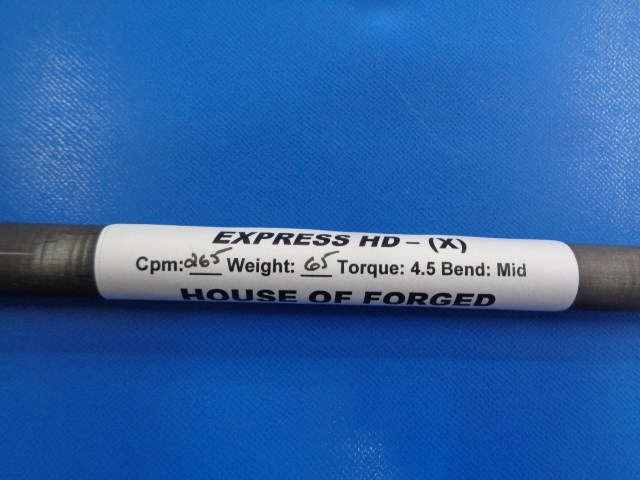 EXPRESS HD – (X)
Cpm: 265 Weight: 65 Torque: 4.5 Bend: Mid
HOUSE OF FORGED